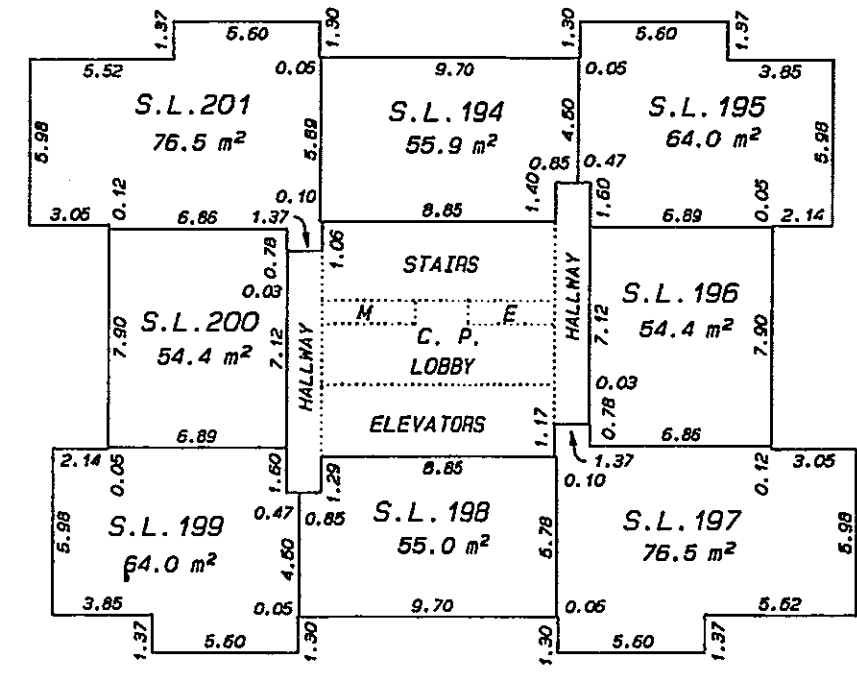 1.37
5.60
1.30
1.30
5.60
1.37
5.52
0.05
9.70
0.05
3.85
S.L.201
76.5 m²
S.L.194
55.9 m²
S.L.195
64.0 m²
5.98
5.89
4.50
5.98
0.85
0.47
0.12
0.10
1.40
1.60
0.05
3.05
6.86
1.37
8.85
6.89
2.14
0.78
1.06
STAIRS
HALLWAY
0.03
M
E
S.L.200
54.4 m²
S.L.196
54.4 m²
7.90
7.12
C. P.
LOBBY
7.12
7.90
HALLWAY
0.03
ELEVATORS
1.17
0.78
6.89
6.86
2.14
0.05
1.60
1.29
8.85
1.37
0.10
0.12
3.05
5.98
S.L.199
64.0 m²
0.47
0.85
S.L.198
55.0 m²
5.78
S.L.197
76.5 m²
5.98
4.50
3.85
0.05
9.70
0.06
5.52
1.37
5.60
1.30
1.30
5.60
1.37